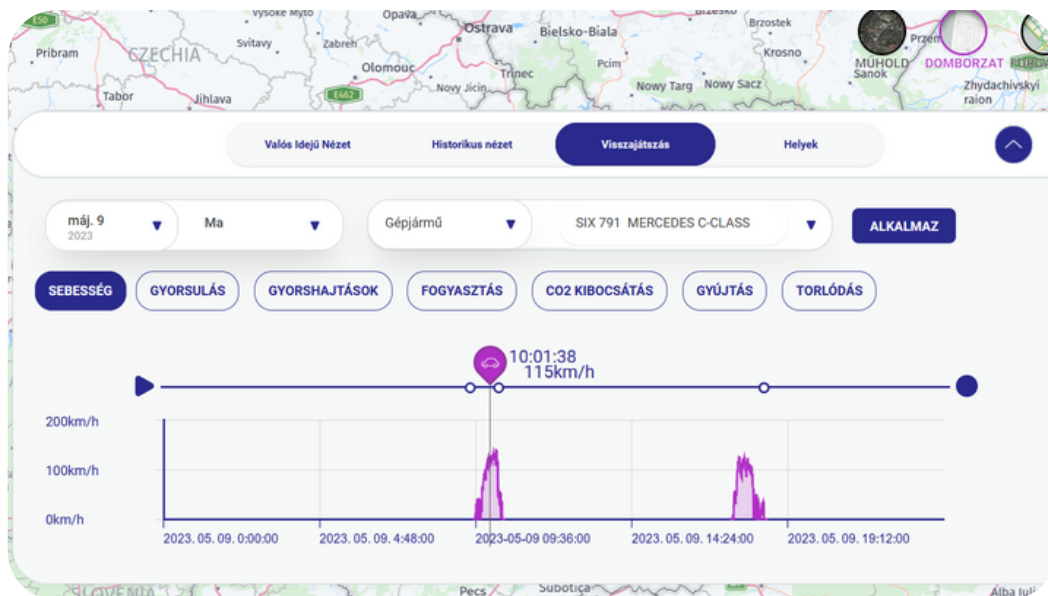 E50
Vysoke Myto
Opava
Ostrava
Bielsko-Biala
Brzostek
Pribram
CZECHIA
Svitavy
Zabreh
Krosno
Olomouc
Trinec
Pcim
MŰHOLD
DOMBORZAT
Sanok
Tabor
Jihlava
E462
Novy Jicin
Nowy Targ
Nowy Sacz
Zhydachivskyi
raion
Valós Idejű Nézet
Historikus nézet
Visszajátszás
Helyek
máj. 9
2023
Ma
Gépjármű
SIX 791 MERCEDES C-CLASS
ALKALMAZ
SEBESSÉG
GYORSULÁS
GYORSHAJTÁSOK
FOGYASZTÁS
CO2 KIBOCSÁTÁS
GYÚJTÁS
TORLÓDÁS
10:01:38
115km/h
200km/h
100km/h
0km/h
2023. 05. 09. 0:00:00
2023. 05. 09. 4:48:00
2023-05-09 09:36:00
2023. 05. 09. 14:24:00
2023. 05. 09. 19:12:00
SLOVENIA
Pecs
Subotica